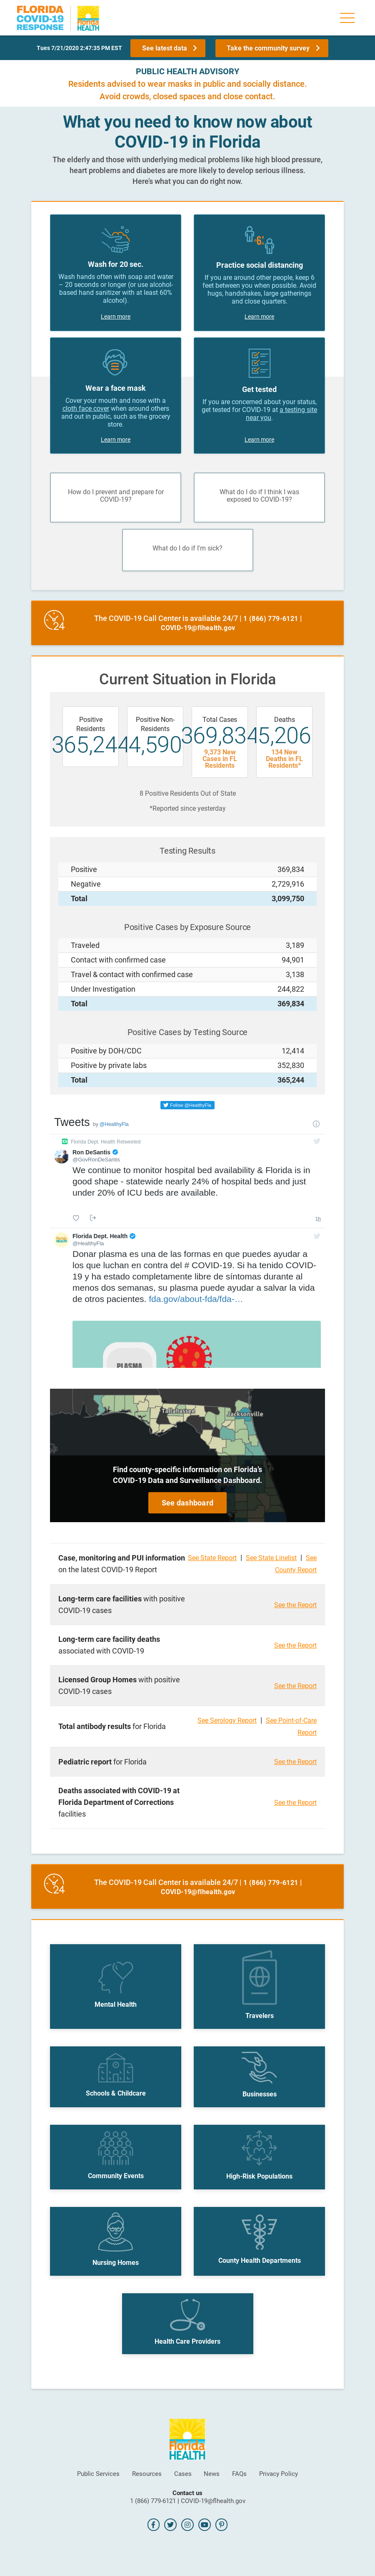 FLORIDA
COVID-19
RESPONSE
Florida
HEALTH
Tues 7/21/2020 2:47:35 PM EST
See latest data
Take the community survey
PUBLIC HEALTH ADVISORY
Residents advised to wear masks in public and socially distance.
Avoid crowds, closed spaces and close contact.
What you need to know now about
COVID-19 in Florida
The elderly and those with underlying medical problems like high blood pressure,
heart problems and diabetes are more likely to develop serious illness.
Here's what you can do right now.
Wash for 20 sec.
Wash hands often with soap and water
– 20 seconds or longer (or use alcohol-
based hand sanitizer with at least 60%
alcohol).
Learn more
6'
Practice social distancing
If you are around other people, keep 6
feet between you when possible. Avoid
hugs, handshakes, large gatherings
and close quarters.
Learn more
Wear a face mask
Cover your mouth and nose with a
cloth face cover when around others
and out in public, such as the grocery
store.
Learn more
Get tested
If you are concerned about your status,
get tested for COVID-19 at a testing site
near you.
Learn more
How do I prevent and prepare for
COVID-19?
What do I do if I think I was
exposed to COVID-19?
What do I do if I'm sick?
24
The COVID-19 Call Center is available 24/7 | 1 (866) 779-6121 |
COVID-19@flhealth.gov
Current Situation in Florida
Positive
Residents
365,244
Positive Non-
Residents
4,590
Total Cases
369,834
9,373 New
Cases in FL
Residents
Deaths
5,206
134 New
Deaths in FL
Residents*
8 Positive Residents Out of State
*Reported since yesterday
Testing Results
Positive 369,834
Negative 2,729,916
Total 3,099,750
Positive Cases by Exposure Source
Traveled 3,189
Contact with confirmed case 94,901
Travel & contact with confirmed case 3,138
Under Investigation 244,822
Total 369,834
Positive Cases by Testing Source
Positive by DOH/CDC 12,414
Positive by private labs 352,830
Total 365,244
Follow @HealthyFla
Tweets by @HealthyFla
Florida Dept. Health Retweeted
Ron DeSantis
@GovRonDeSantis
We continue to monitor hospital bed availability & Florida is in
good shape - statewide nearly 24% of hospital beds and just
under 20% of ICU beds are available.
Florida Dept. Health
@HealthyFla
Donar plasma es una de las formas en que puedes ayudar a
los que luchan en contra del # COVID-19. Si ha tenido COVID-
19 y ha estado completamente libre de síntomas durante al
menos dos semanas, su plasma puede ayudar a salvar la vida
de otros pacientes. fda.gov/about-fda/fda-…
PLASMA
Tallahassee
Jacksonville
Find county-specific information on Florida's
COVID-19 Data and Surveillance Dashboard.
See dashboard
Case, monitoring and PUI information
on the latest COVID-19 Report
See State Report | See State Linelist | See
County Report
Long-term care facilities with positive
COVID-19 cases
See the Report
Long-term care facility deaths
associated with COVID-19
See the Report
Licensed Group Homes with positive
COVID-19 cases
See the Report
Total antibody results for Florida
See Serology Report | See Point-of-Care
Report
Pediatric report for Florida
See the Report
Deaths associated with COVID-19 at
Florida Department of Corrections
facilities
See the Report
24
The COVID-19 Call Center is available 24/7 | 1 (866) 779-6121 |
COVID-19@flhealth.gov
Mental Health
Travelers
Schools & Childcare
Businesses
Community Events
High-Risk Populations
Nursing Homes
County Health Departments
Health Care Providers
Florida
HEALTH
Public Services Resources Cases News FAQs Privacy Policy
Contact us
1 (866) 779-6121 | COVID-19@flhealth.gov